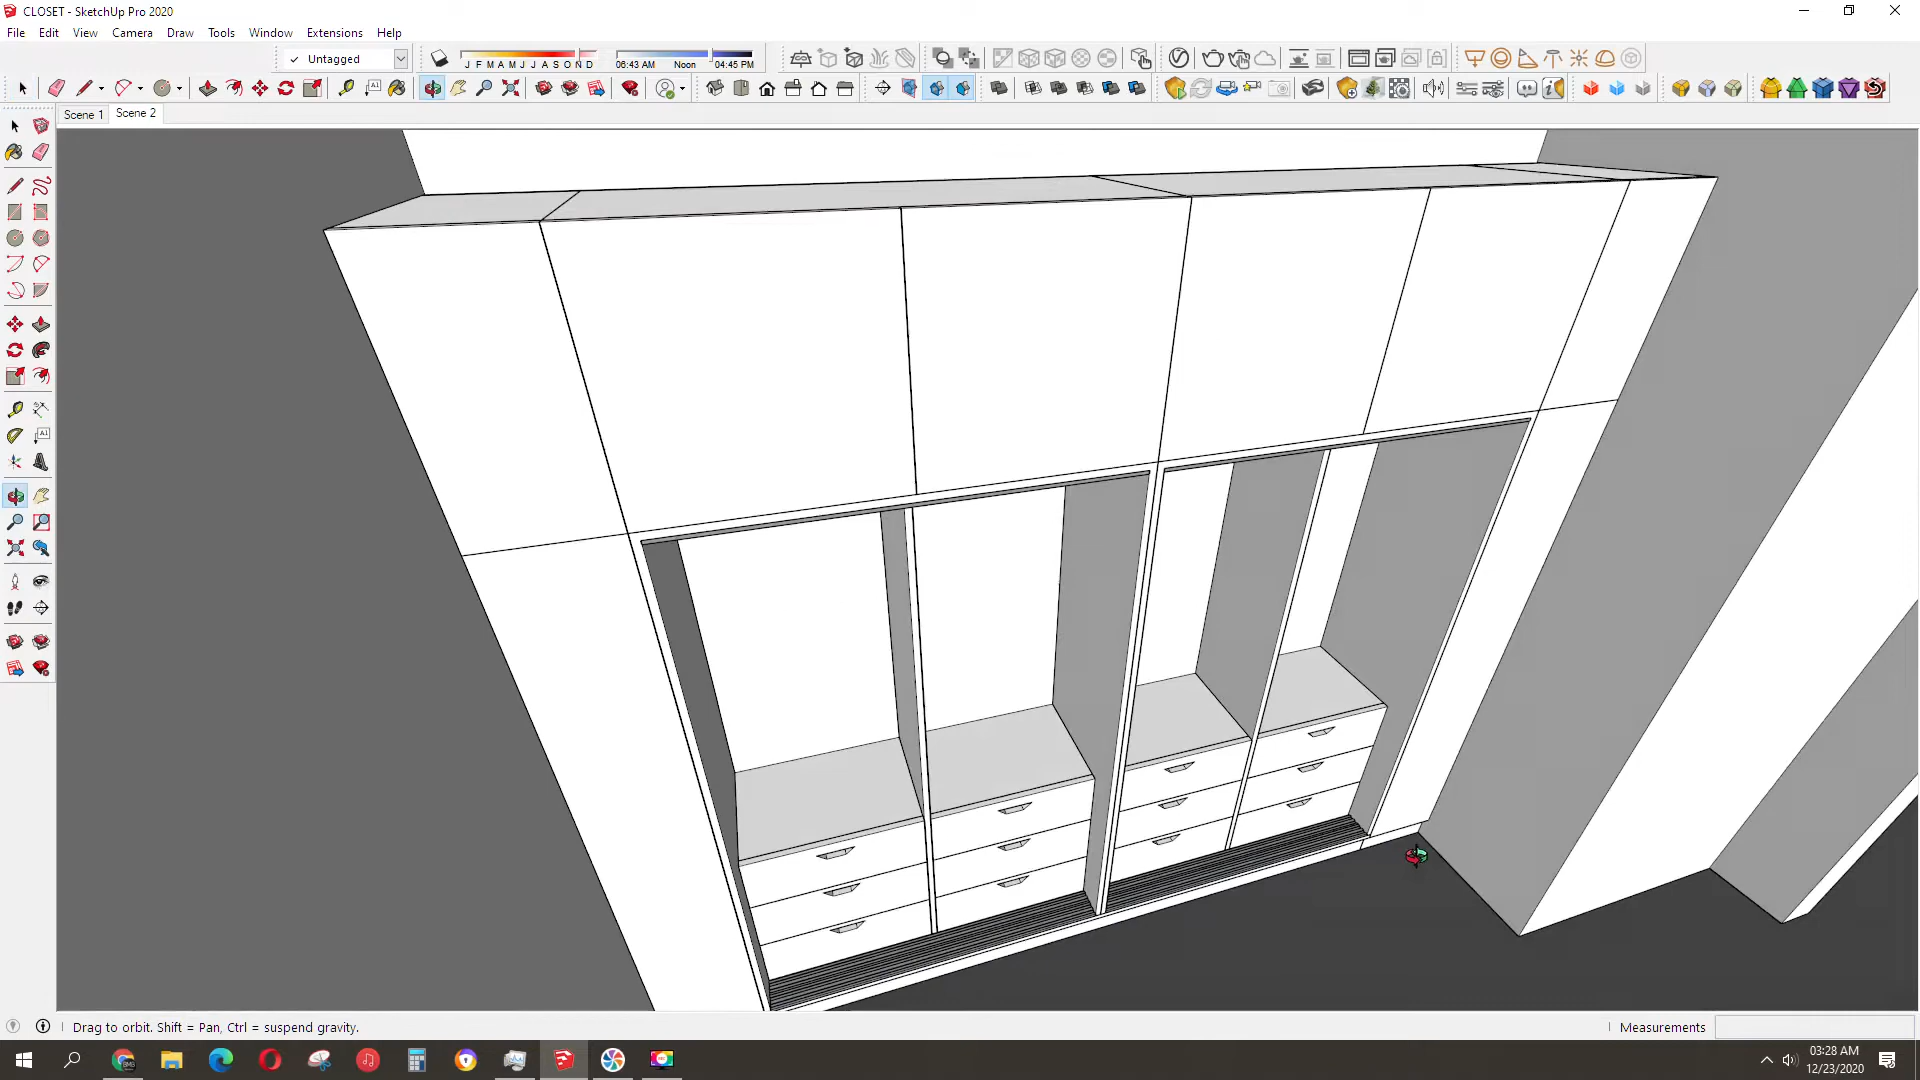 CLOSET - SketchUp Pro 2020
File Edit View Camera Draw Tools Window Extensions Help
✓ Untagged
J F M A M J J A S O N D
06:43 AM Noon 04:45 PM
Scene 1 Scene 2
Drag to orbit. Shift = Pan, Ctrl = suspend gravity.
Measurements
03:28 AM
12/23/2020